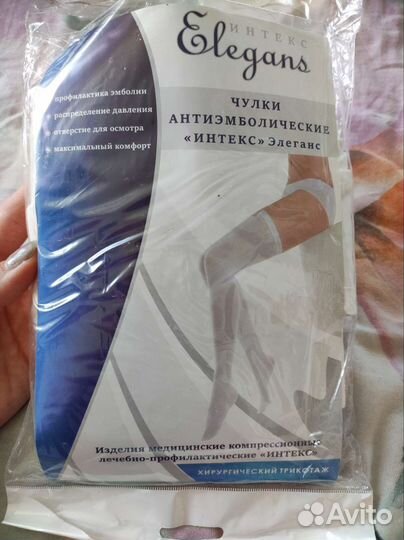 ИНТЕКС
Elegans
профилактика эмболии
распределение давления
отверстие для осмотра
максимальный комфорт
ЧУЛКИ
АНТИЭМБОЛИЧЕСКИЕ
«ИНТЕКС» Элеганс
Изделия медицинские компрессионные
лечебно-профилактические «ИНТЕКС»
ХИРУРГИЧЕСКИЙ ТРИКОТАЖ
Avito